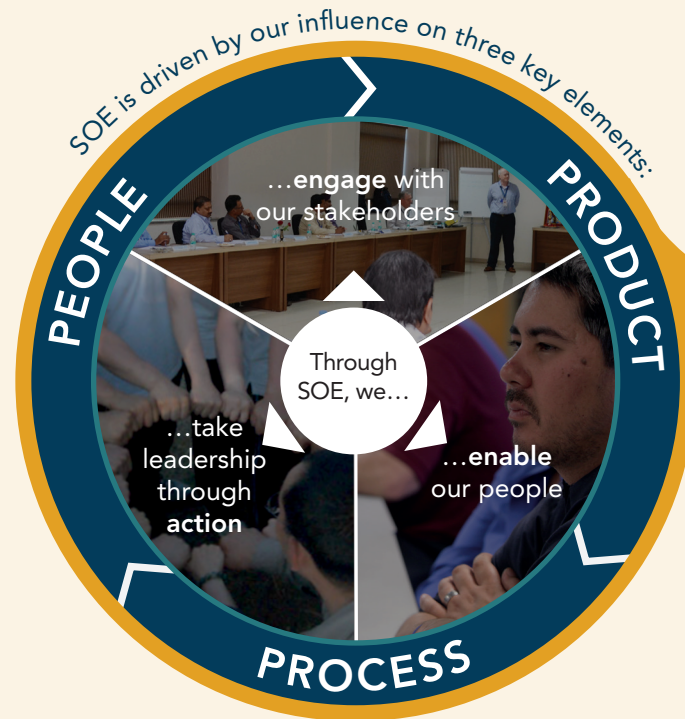 SOE is driven by our influence on three key elements:
PEOPLE
PRODUCT
PROCESS
…engage with
our stakeholders
Through
SOE, we…
…take
leadership
through
action
…enable
our people